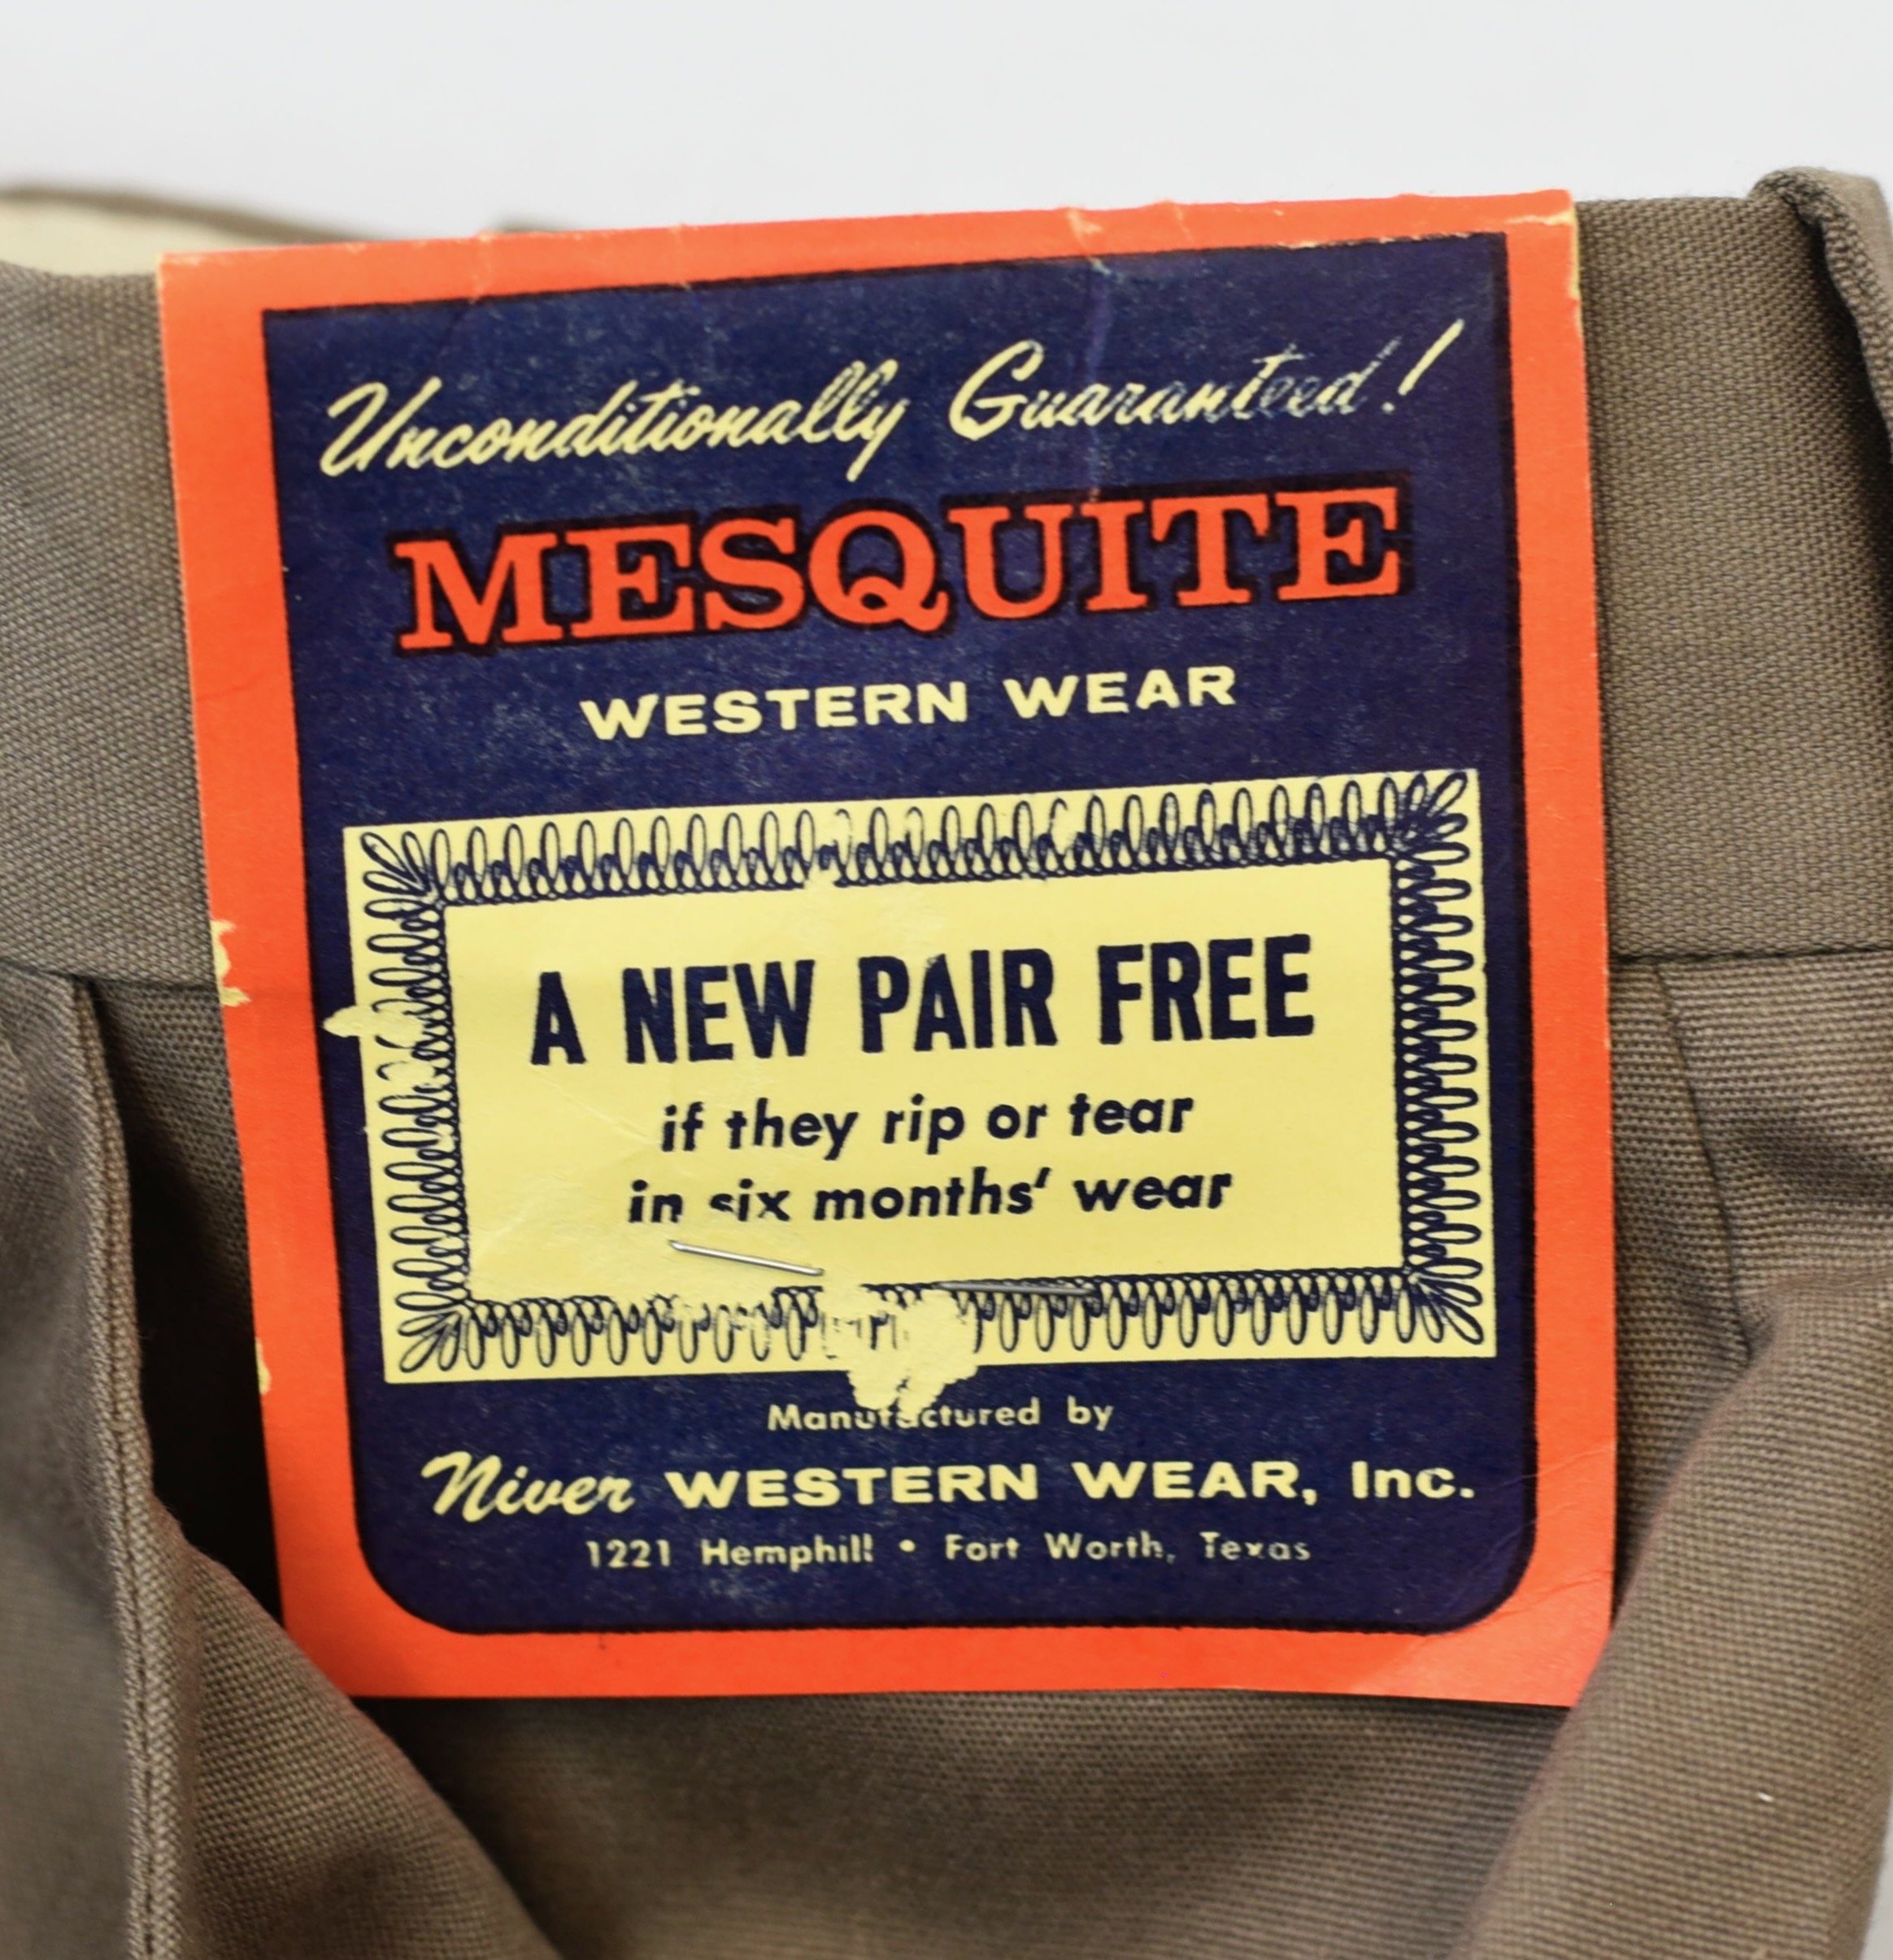 Unconditionally Guaranteed!
MESQUITE
WESTERN WEAR
A NEW PAIR FREE
if they rip or tear
in six months' wear
Manufactured by
Niver WESTERN WEAR, Inc.
1221 Hemphill • Fort Worth, Texas